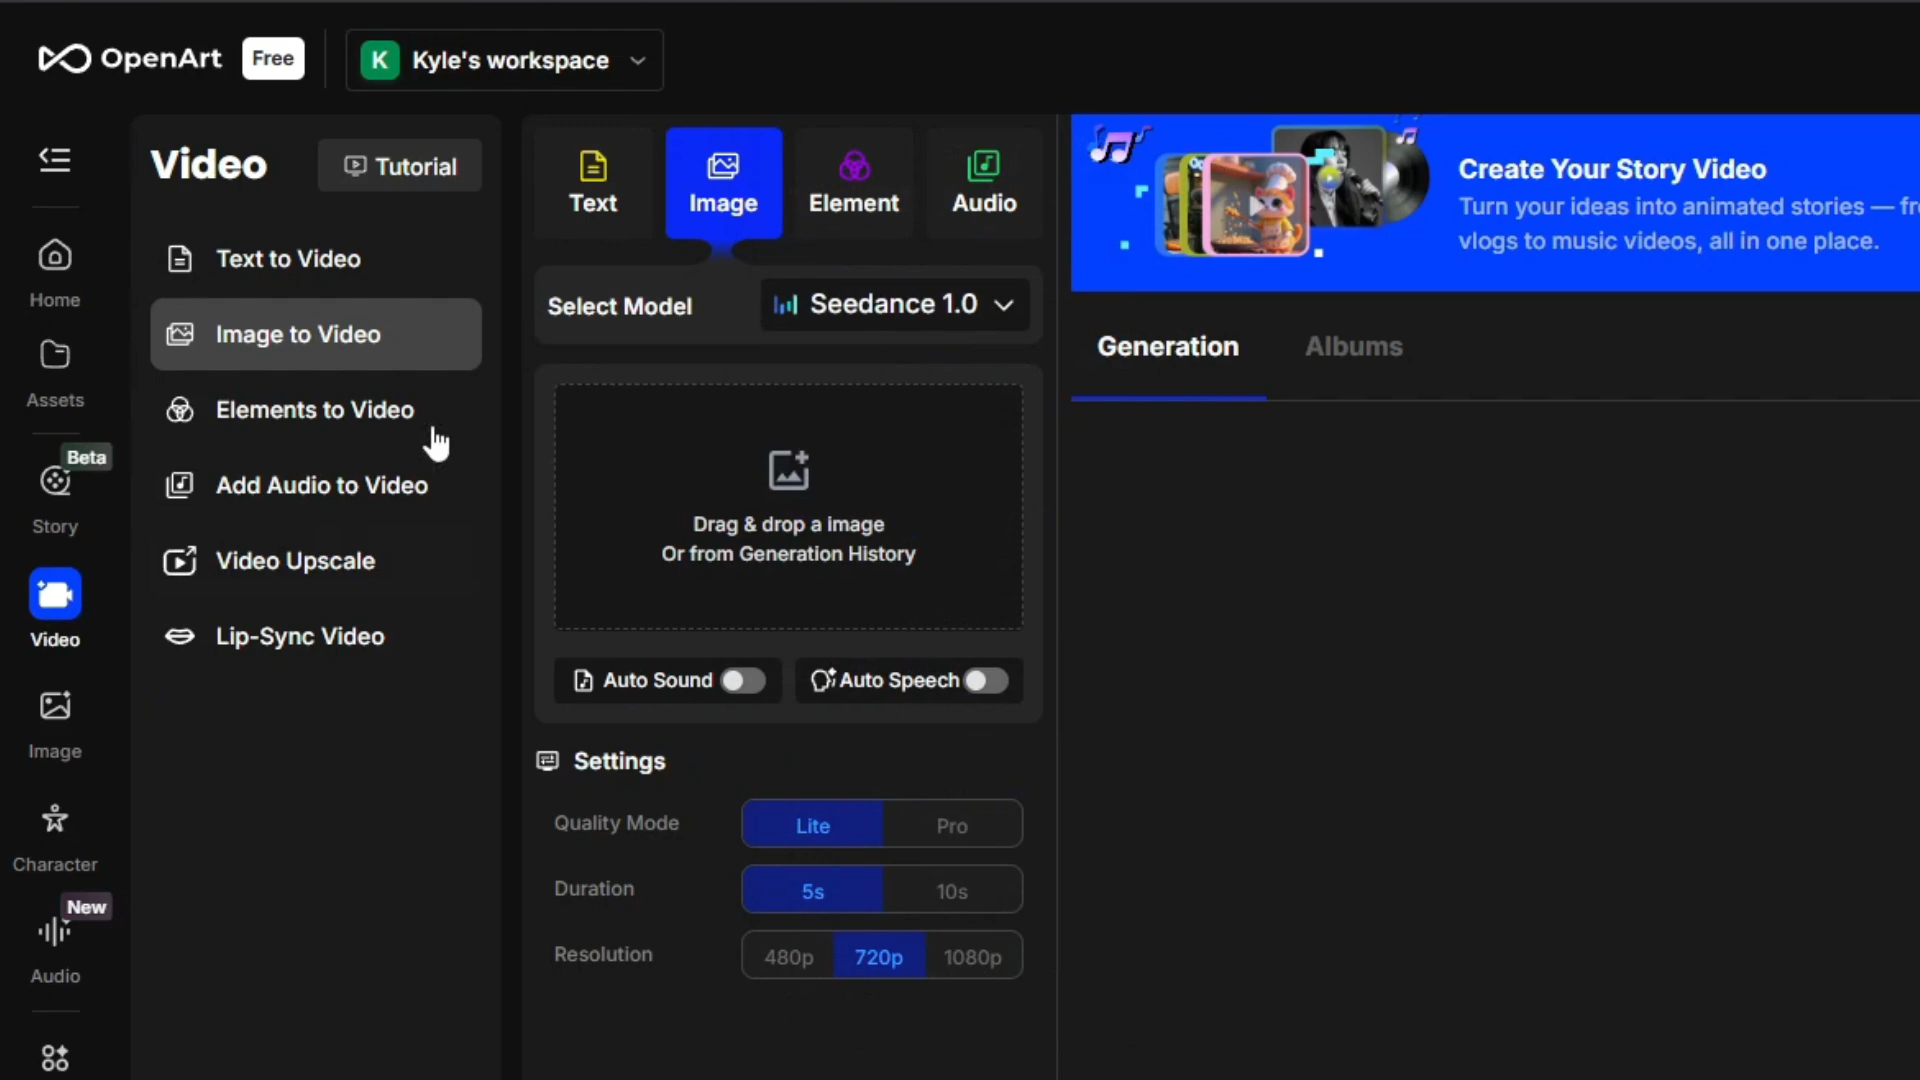 OpenArt
Free
K
Kyle's workspace
Video
Tutorial
Text to Video
Image to Video
Elements to Video
Add Audio to Video
Video Upscale
Lip-Sync Video
Home
Assets
Beta
Story
Video
Image
Character
New
Audio
Text
Image
Element
Audio
Select Model
Seedance 1.0
Drag & drop a image
Or from Generation History
Auto Sound
Auto Speech
Settings
Quality Mode
Lite
Pro
Duration
5s
10s
Resolution
480p
720p
1080p
Create Your Story Video
Turn your ideas into animated stories —
vlogs to music videos, all in one place.
Generation
Albums